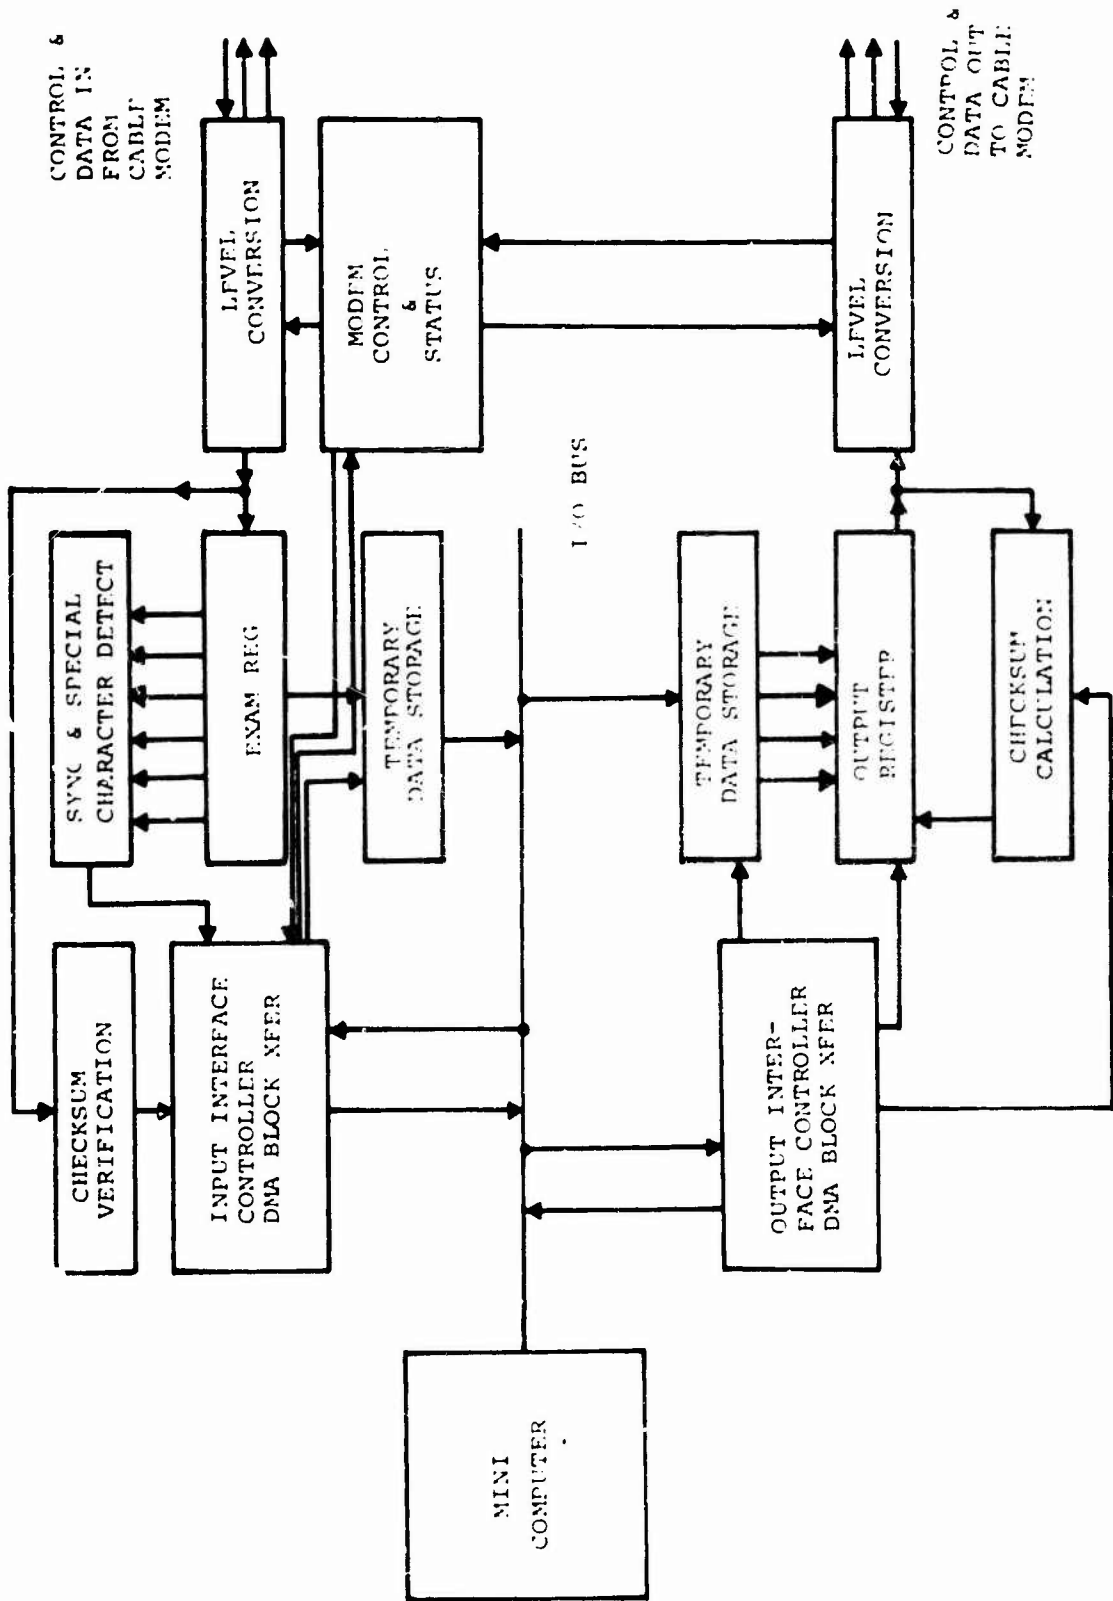 CHECKSUM
VERIFICATION
SYNC & SPECIAL
CHARACTER DETECT
CONTROL &
DATA IN
FROM
CABLE
MODEM
INPUT INTERFACE
CONTROLLER
DMA BLOCK XFER
EXAM REG
LEVEL
CONVERSION
TEMPORARY
DATA STORAGE
MODEM
CONTROL
&
STATUS
MINI
COMPUTER
I/O BUS
TEMPORARY
DATA STORAGE
OUTPUT INTER-
FACE CONTROLLER
DMA BLOCK XFER
OUTPUT
REGISTER
LEVEL
CONVERSION
CHECKSUM
CALCULATION
CONTROL &
DATA OUT
TO CABLE
MODEM